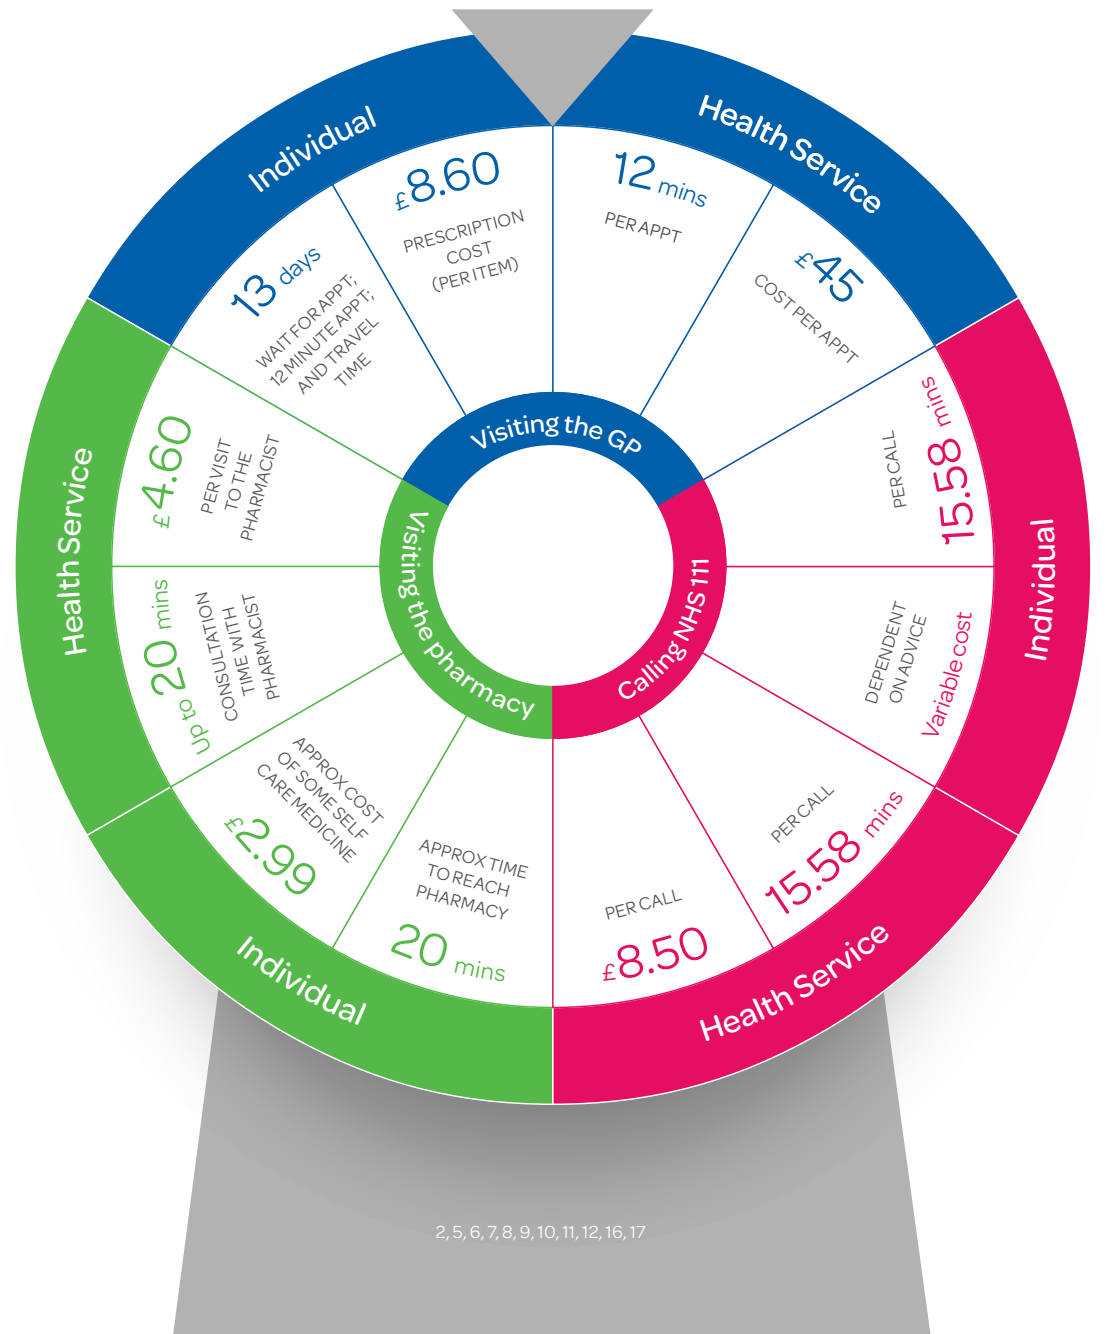 Visiting the GP
Individual
13 days
WAIT FOR APPT;
12 MINUTE APPT;
AND TRAVEL
TIME
£8.60
PRESCRIPTION
COST
(PER ITEM)
Health Service
12 mins
PER APPT
£45
COST PER APPT
Calling NHS 111
Individual
15.58 mins
PER CALL
Variable cost
DEPENDENT
ON ADVICE
Health Service
PER CALL
15.58 mins
PER CALL
£8.50
Visiting the pharmacy
Individual
APPROX TIME
TO REACH
PHARMACY
20 mins
APPROX COST
OF SOME SELF
CARE MEDICINE
£2.99
Health Service
Up to 20 mins
CONSULTATION
TIME WITH
PHARMACIST
£4.60
PER VISIT
TO THE
PHARMACIST
2, 5, 6, 7, 8, 9, 10, 11, 12, 16, 17